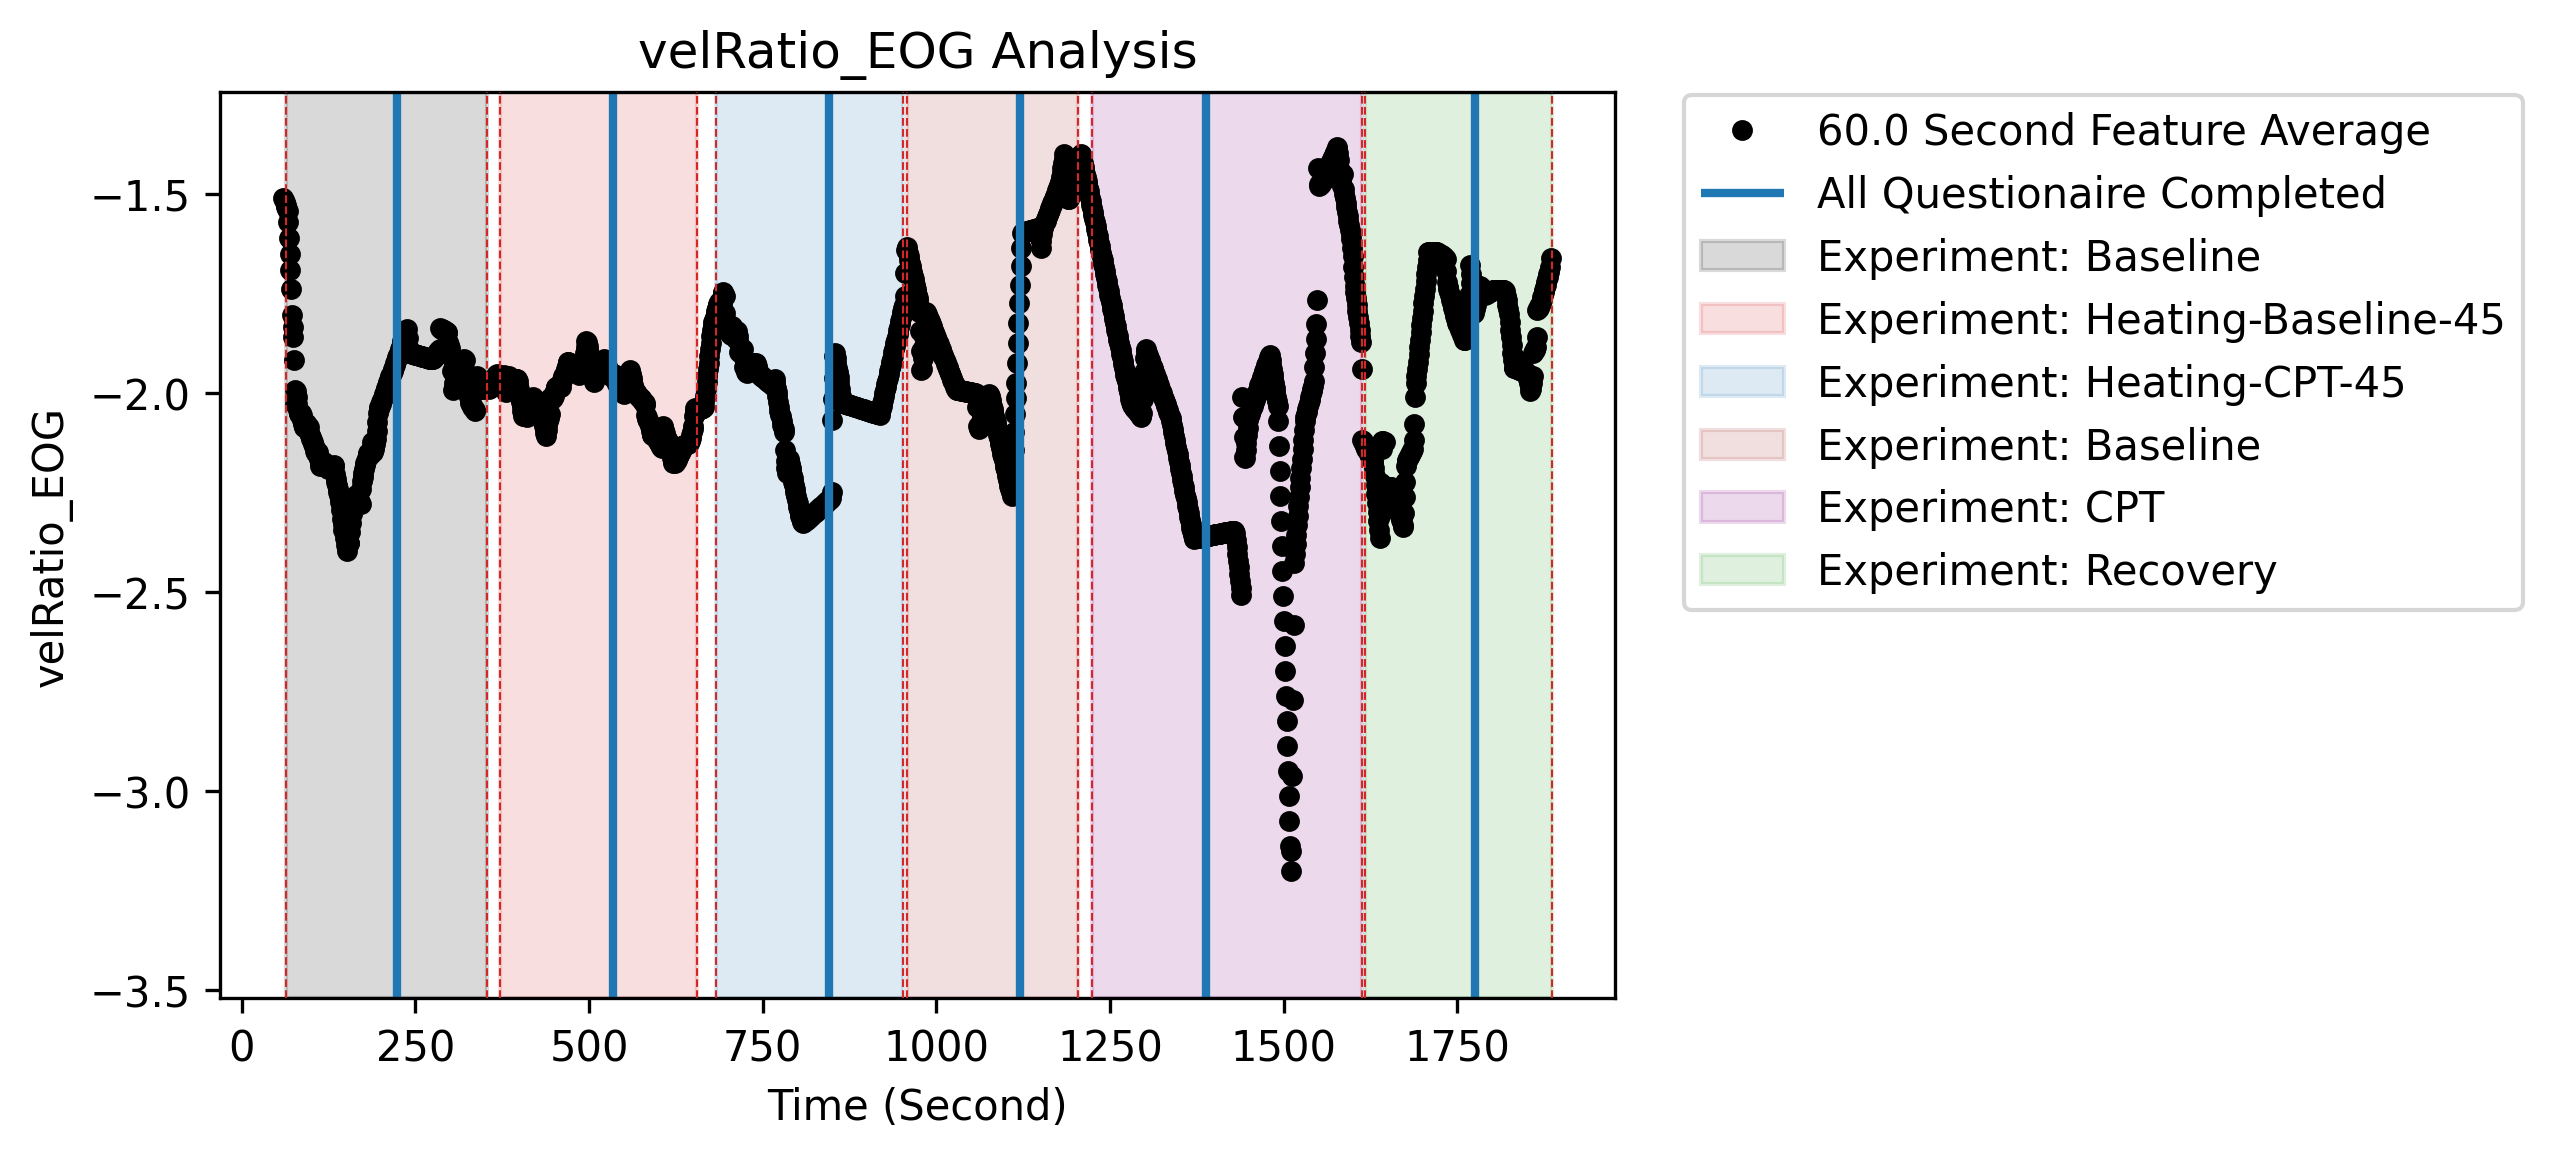 velRatio_EOG Analysis
velRatio_EOG
−1.5
−2.0
−2.5
−3.0
−3.5
0 250 500 750 1000 1250 1500 1750
Time (Second)
60.0 Second Feature Average
All Questionaire Completed
Experiment: Baseline
Experiment: Heating-Baseline-45
Experiment: Heating-CPT-45
Experiment: Baseline
Experiment: CPT
Experiment: Recovery